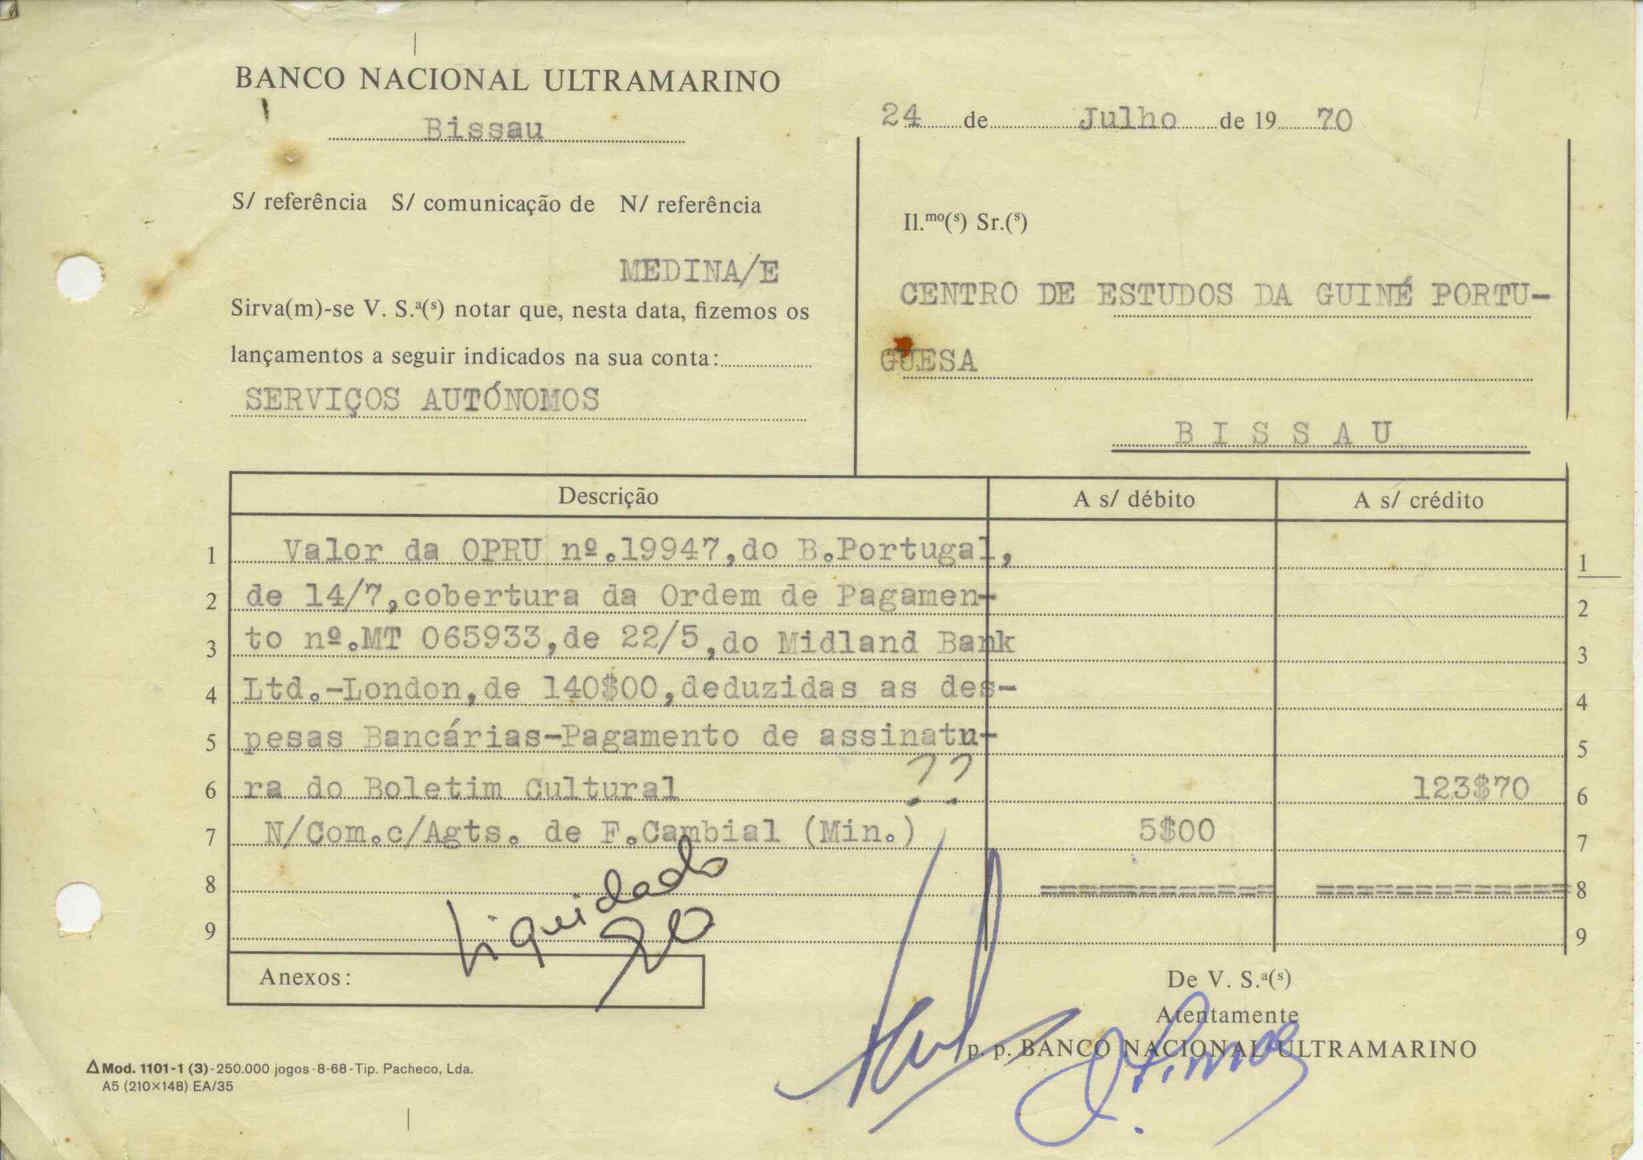 BANCO NACIONAL ULTRAMARINO
Bissau
24 de Julho de 19 70
S/ referência S/ comunicação de N/ referência
Il.mo(s) Sr.(s)
MEDINA/E
CENTRO DE ESTUDOS DA GUINÉ PORTU-
GUESA
Sirva(m)-se V. S.ª(s) notar que, nesta data, fizemos os
lançamentos a seguir indicados na sua conta:
SERVIÇOS AUTÓNOMOS
BISSAU
Descrição A s/ débito A s/ crédito
1 Valor da OPRU nº.19947,do B.Portugal, 1
2 de 14/7,cobertura da Ordem de Pagamen- 2
3 to nº.MT 065933,de 22/5,do Midland Bank 3
4 Ltd.-London,de 140$00,deduzidas as des- 4
5 pesas Bancárias-Pagamento de assinatu- 5
6 ra do Boletim Cultural ?? 123$70 6
7 N/Com.c/Agts. de F.Cambial (Min.) 5$00 7
8 ============ ============= 8
9 9
Liquidado
Anexos:
De V. S.ª(s)
Atentamente
p. p. BANCO NACIONAL ULTRAMARINO
Δ Mod. 1101-1 (3)-250.000 jogos-8-68-Tip. Pacheco, Lda.
A5 (210×148) EA/35